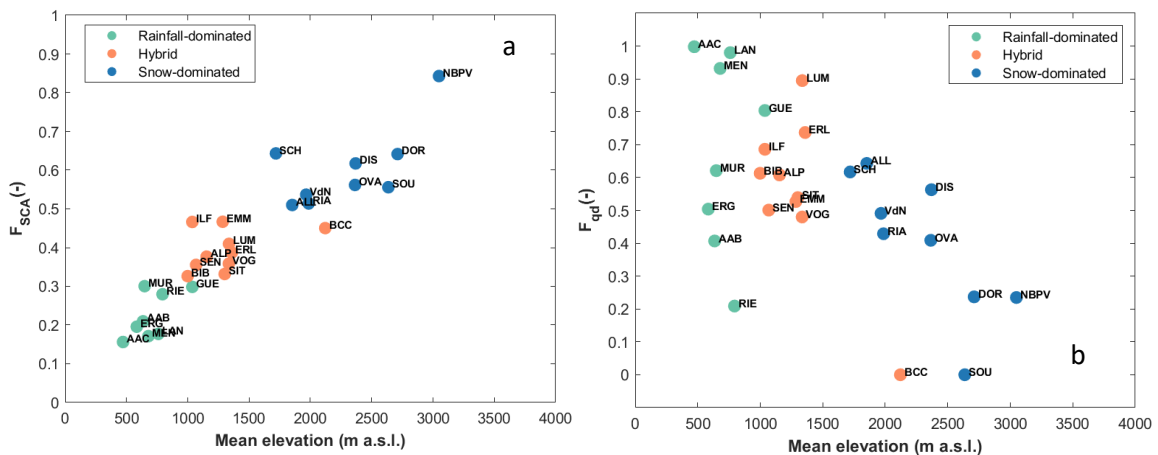 1
0.9
0.8
0.7
0.6
0.5
0.4
0.3
0.2
0.1
0
F_SCA(-)
Rainfall-dominated
Hybrid
Snow-dominated
a
NBPV
SCH
DIS
DOR
OVA
SOU
VdN
ALL
RIA
BCC
ILF
EMM
LUM
ERL
ALP
VOG
SEN
SIT
BIB
GUE
MUR
RIE
AAB
ERG
LAN
MEN
AAC
0 500 1000 1500 2000 2500 3000 3500 4000
Mean elevation (m a.s.l.)
1
0.9
0.8
0.7
0.6
0.5
0.4
0.3
0.2
0.1
0
F_qd(-)
Rainfall-dominated
Hybrid
Snow-dominated
AAC
LAN
MEN
LUM
GUE
ERL
ILF
ALL
MUR
BIB
ALP
SCH
DIS
SIT
EMM
ERG
SEN
VOG
VdN
RIA
AAB
OVA
RIE
DOR
NBPV
b
BCC
SOU
0 500 1000 1500 2000 2500 3000 3500 4000
Mean elevation (m a.s.l.)